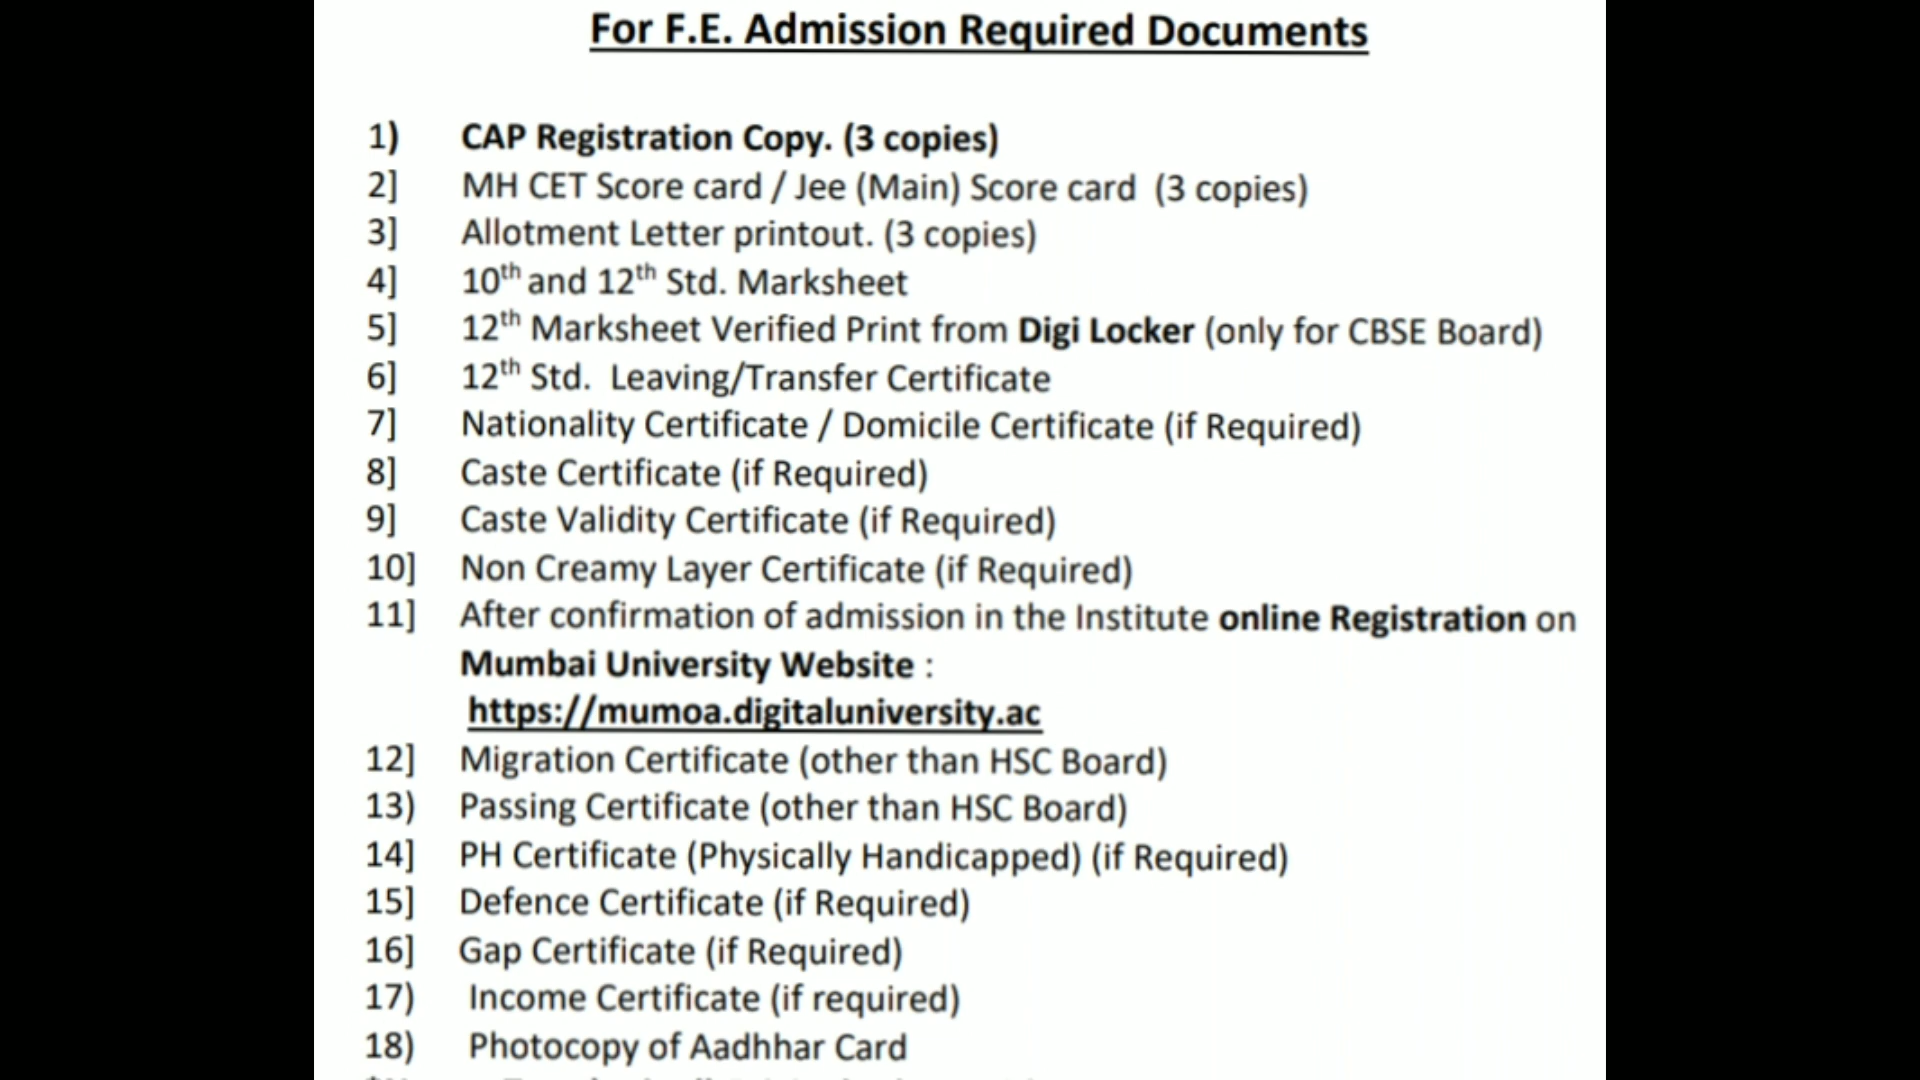 For F.E. Admission Required Documents
1) CAP Registration Copy. (3 copies)
2] MH CET Score card / Jee (Main) Score card (3 copies)
3] Allotment Letter printout. (3 copies)
4] 10th and 12th Std. Marksheet
5] 12th Marksheet Verified Print from Digi Locker (only for CBSE Board)
6] 12th Std. Leaving/Transfer Certificate
7] Nationality Certificate / Domicile Certificate (if Required)
8] Caste Certificate (if Required)
9] Caste Validity Certificate (if Required)
10] Non Creamy Layer Certificate (if Required)
11] After confirmation of admission in the Institute online Registration on
Mumbai University Website :
https://mumoa.digitaluniversity.ac
12] Migration Certificate (other than HSC Board)
13) Passing Certificate (other than HSC Board)
14] PH Certificate (Physically Handicapped) (if Required)
15] Defence Certificate (if Required)
16] Gap Certificate (if Required)
17) Income Certificate (if required)
18) Photocopy of Aadhhar Card